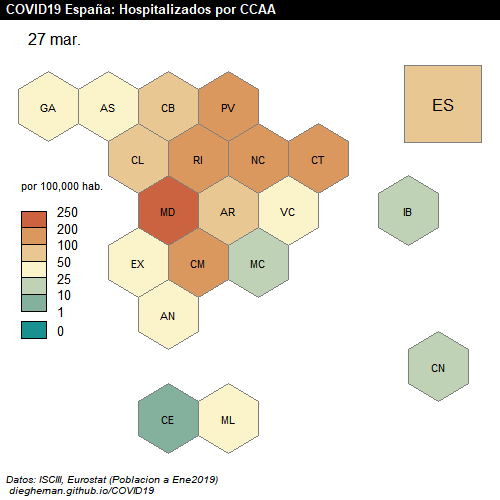 COVID19 España: Hospitalizados por CCAA
27 mar.
GA AS CB PV ES
CL RI NC CT
por 100,000 hab.
MD AR VC IB
250
200
100
50
25
10
1
0
EX CM MC
AN
CN
CE ML
Datos: ISCIII, Eurostat (Poblacion a Ene2019)
diegheman.github.io/COVID19